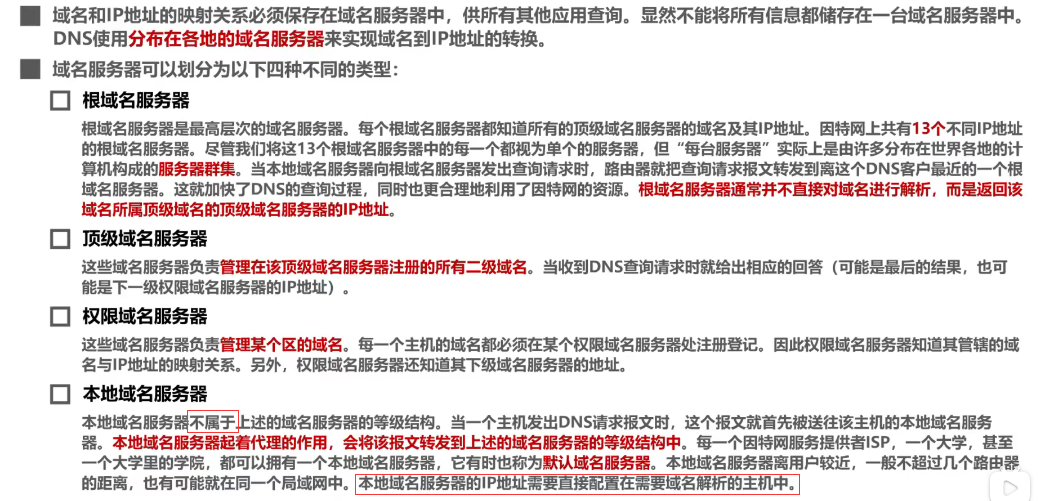 域名和IP地址的映射关系必须保存在域名服务器中，供所有其他应用查询。显然不能将所有信息都储存在一台域名服务器中。
DNS使用分布在各地的域名服务器来实现域名到IP地址的转换。
域名服务器可以划分为以下四种不同的类型：
根域名服务器
根域名服务器是最高层次的域名服务器。每个根域名服务器都知道所有的顶级域名服务器的域名及其IP地址。因特网上共有13个不同IP地址
的根域名服务器。尽管我们将这13个根域名服务器中的每一个都视为单个的服务器，但“每台服务器”实际上是由许多分布在世界各地的计
算机构成的服务器群集。当本地域名服务器向根域名服务器发出查询请求时，路由器就把查询请求报文转发到离这个DNS客户最近的一个根
域名服务器。这就加快了DNS的查询过程，同时也更合理地利用了因特网的资源。根域名服务器通常并不直接对域名进行解析，而是返回该
域名所属顶级域名的顶级域名服务器的IP地址。
顶级域名服务器
这些域名服务器负责管理在该顶级域名服务器注册的所有二级域名。当收到DNS查询请求时就给出相应的回答（可能是最后的结果，也可
能是下一级权限域名服务器的IP地址）。
权限域名服务器
这些域名服务器负责管理某个区的域名。每一个主机的域名都必须在某个权限域名服务器处注册登记。因此权限域名服务器知道其管辖的域
名与IP地址的映射关系。另外，权限域名服务器还知道其下级域名服务器的地址。
本地域名服务器
本地域名服务器不属于上述的域名服务器的等级结构。当一个主机发出DNS请求报文时，这个报文就首先被送往该主机的本地域名服务
器。本地域名服务器起着代理的作用，会将该报文转发到上述的域名服务器的等级结构中。每一个因特网服务提供者ISP，一个大学，甚至
一个大学里的学院，都可以拥有一个本地域名服务器，它有时也称为默认域名服务器。本地域名服务器离用户较近，一般不超过几个路由器
的距离，也有可能就在同一个局域网中。本地域名服务器的IP地址需要直接配置在需要域名解析的主机中。